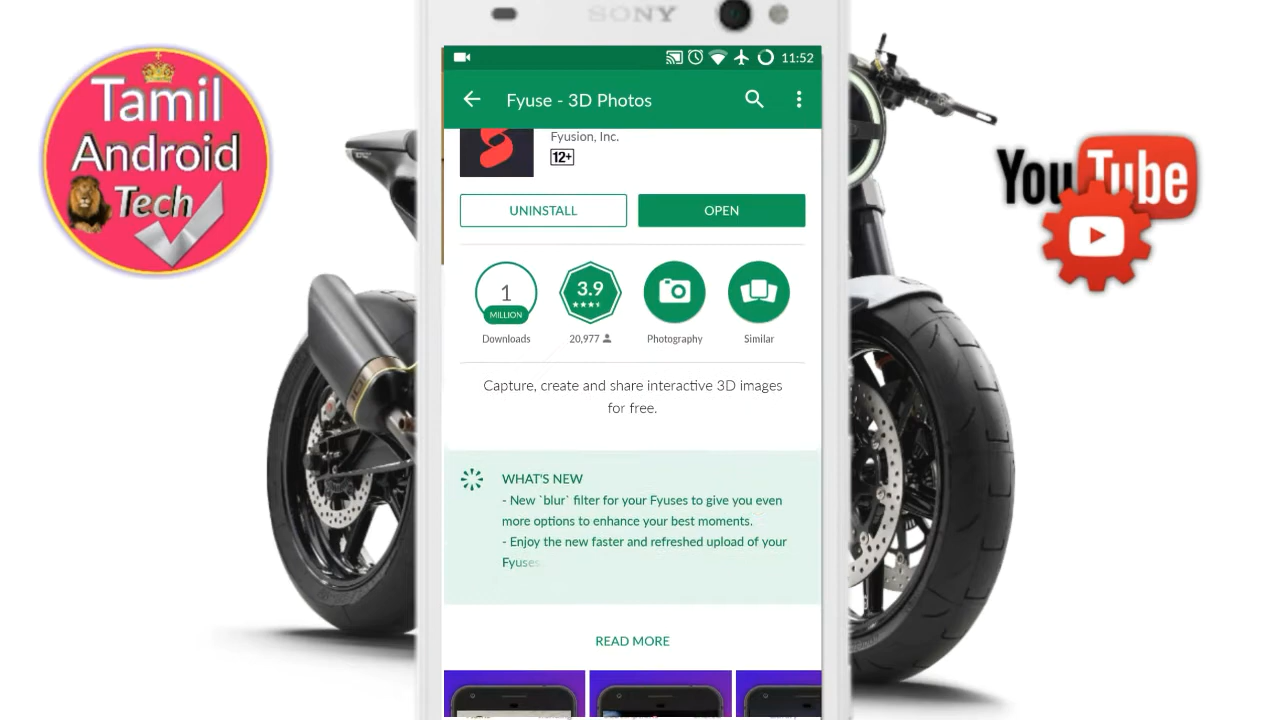 SONY
11:52
Fyuse - 3D Photos
Fyusion, Inc.
12+
UNINSTALL
OPEN
1
MILLION
Downloads
3.9
20,977
Photography
Similar
Capture, create and share interactive 3D images
for free.
WHAT'S NEW
- New `blur` filter for your Fyuses to give you even
more options to enhance your best moments.
- Enjoy the new faster and refreshed upload of your
Fyuses
READ MORE
Tamil
Android
Tech
YouTube